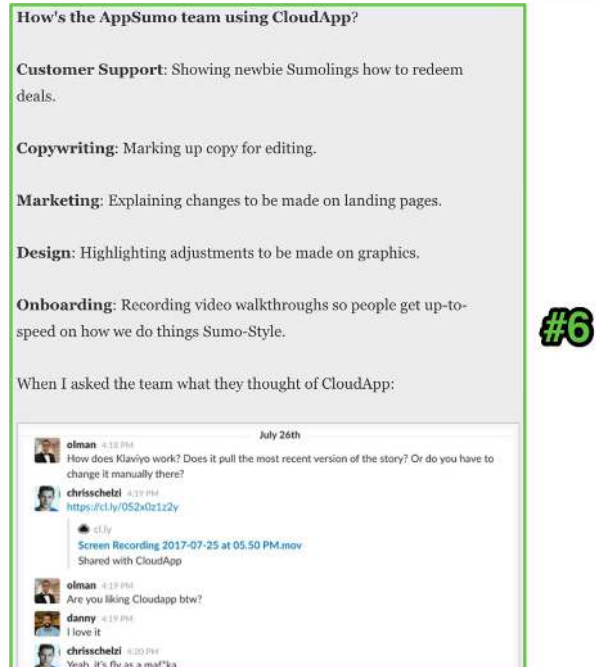 How's the AppSumo team using CloudApp?
Customer Support: Showing newbie Sumolings how to redeem
deals.
Copywriting: Marking up copy for editing.
Marketing: Explaining changes to be made on landing pages.
Design: Highlighting adjustments to be made on graphics.
Onboarding: Recording video walkthroughs so people get up-to-
speed on how we do things Sumo-Style.
#6
When I asked the team what they thought of CloudApp:
July 26th
olman 4:18 PM
How does Klaviyo work? Does it pull the most recent version of the story? Or do you have to
change it manually there?
chrisschelzi 4:19 PM
https://cl.ly/052x0z1z2y
cl.ly
Screen Recording 2017-07-25 at 05.50 PM.mov
Shared with CloudApp
olman 4:19 PM
Are you liking Cloudapp btw?
danny 4:19 PM
I love it
chrisschelzi 4:20 PM
Yeah, it's fly as a maf*ka